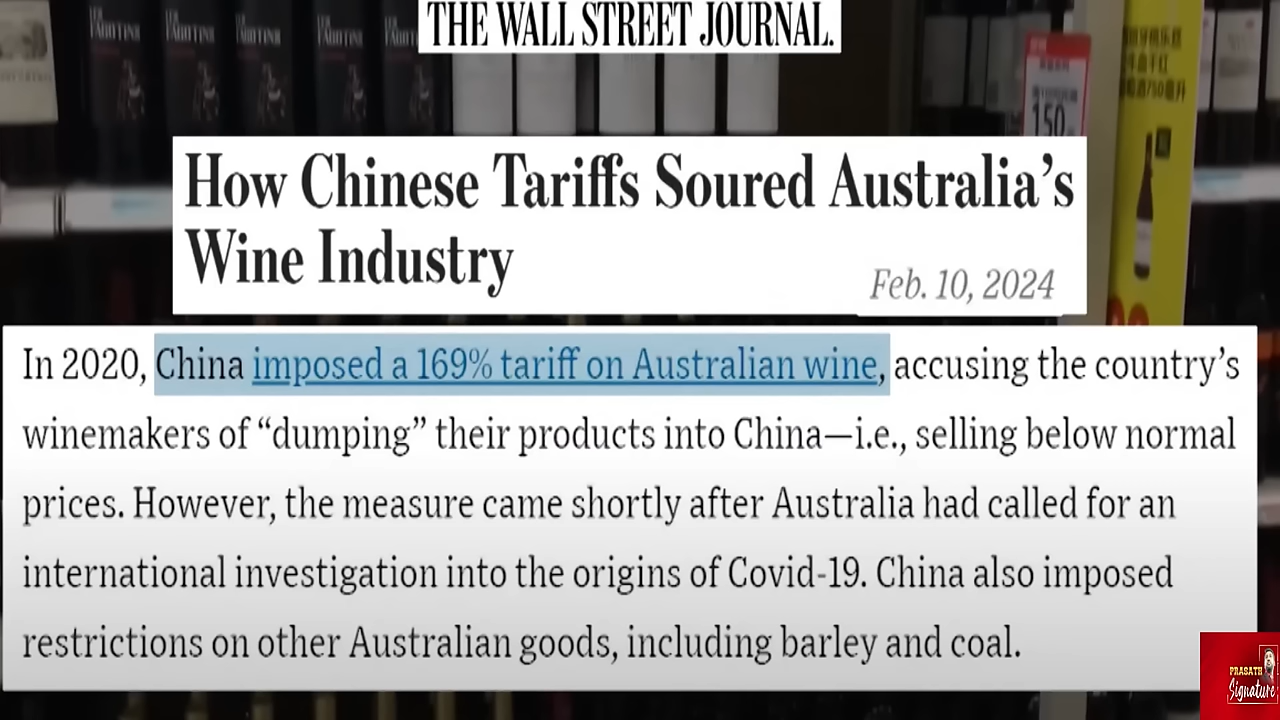 THE WALL STREET JOURNAL.
150
How Chinese Tariffs Soured Australia’s
Wine Industry
Feb. 10, 2024
In 2020, China imposed a 169% tariff on Australian wine, accusing the country’s
winemakers of “dumping” their products into China—i.e., selling below normal
prices. However, the measure came shortly after Australia had called for an
international investigation into the origins of Covid-19. China also imposed
restrictions on other Australian goods, including barley and coal.
PRASATH
Signature